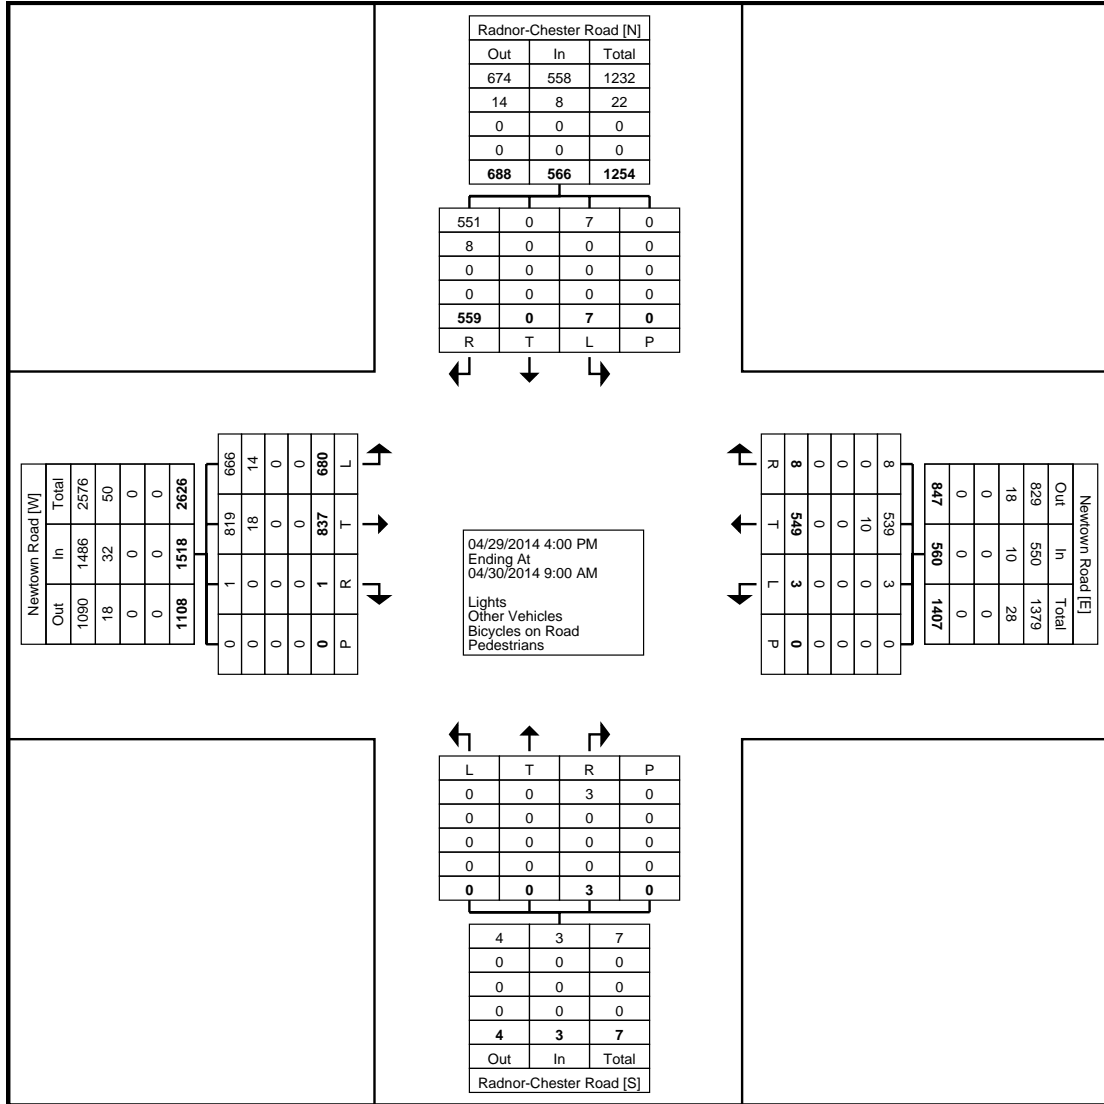 Radnor-Chester Road [N]
Out In Total
674 558 1232
14 8 22
0 0 0
0 0 0
688 566 1254
551 0 7 0
8 0 0 0
0 0 0 0
0 0 0 0
559 0 7 0
R T L P
Newtown Road [W]
Total In Out
2576 1486 1090
50 32 18
0 0 0
0 0 0
2626 1518 1108
666 819 1 0
14 18 0 0
0 0 0 0
0 0 0 0
680 837 1 0
L T R P
04/29/2014 4:00 PM
Ending At
04/30/2014 9:00 AM
Lights
Other Vehicles
Bicycles on Road
Pedestrians
Newtown Road [E]
Out In Total
829 550 1379
18 10 28
0 0 0
0 0 0
847 560 1407
8 539 3 0
0 10 0 0
0 0 0 0
0 0 0 0
8 549 3 0
R T L P
L T R P
0 0 3 0
0 0 0 0
0 0 0 0
0 0 0 0
0 0 3 0
4 3 7
0 0 0
0 0 0
0 0 0
4 3 7
Out In Total
Radnor-Chester Road [S]